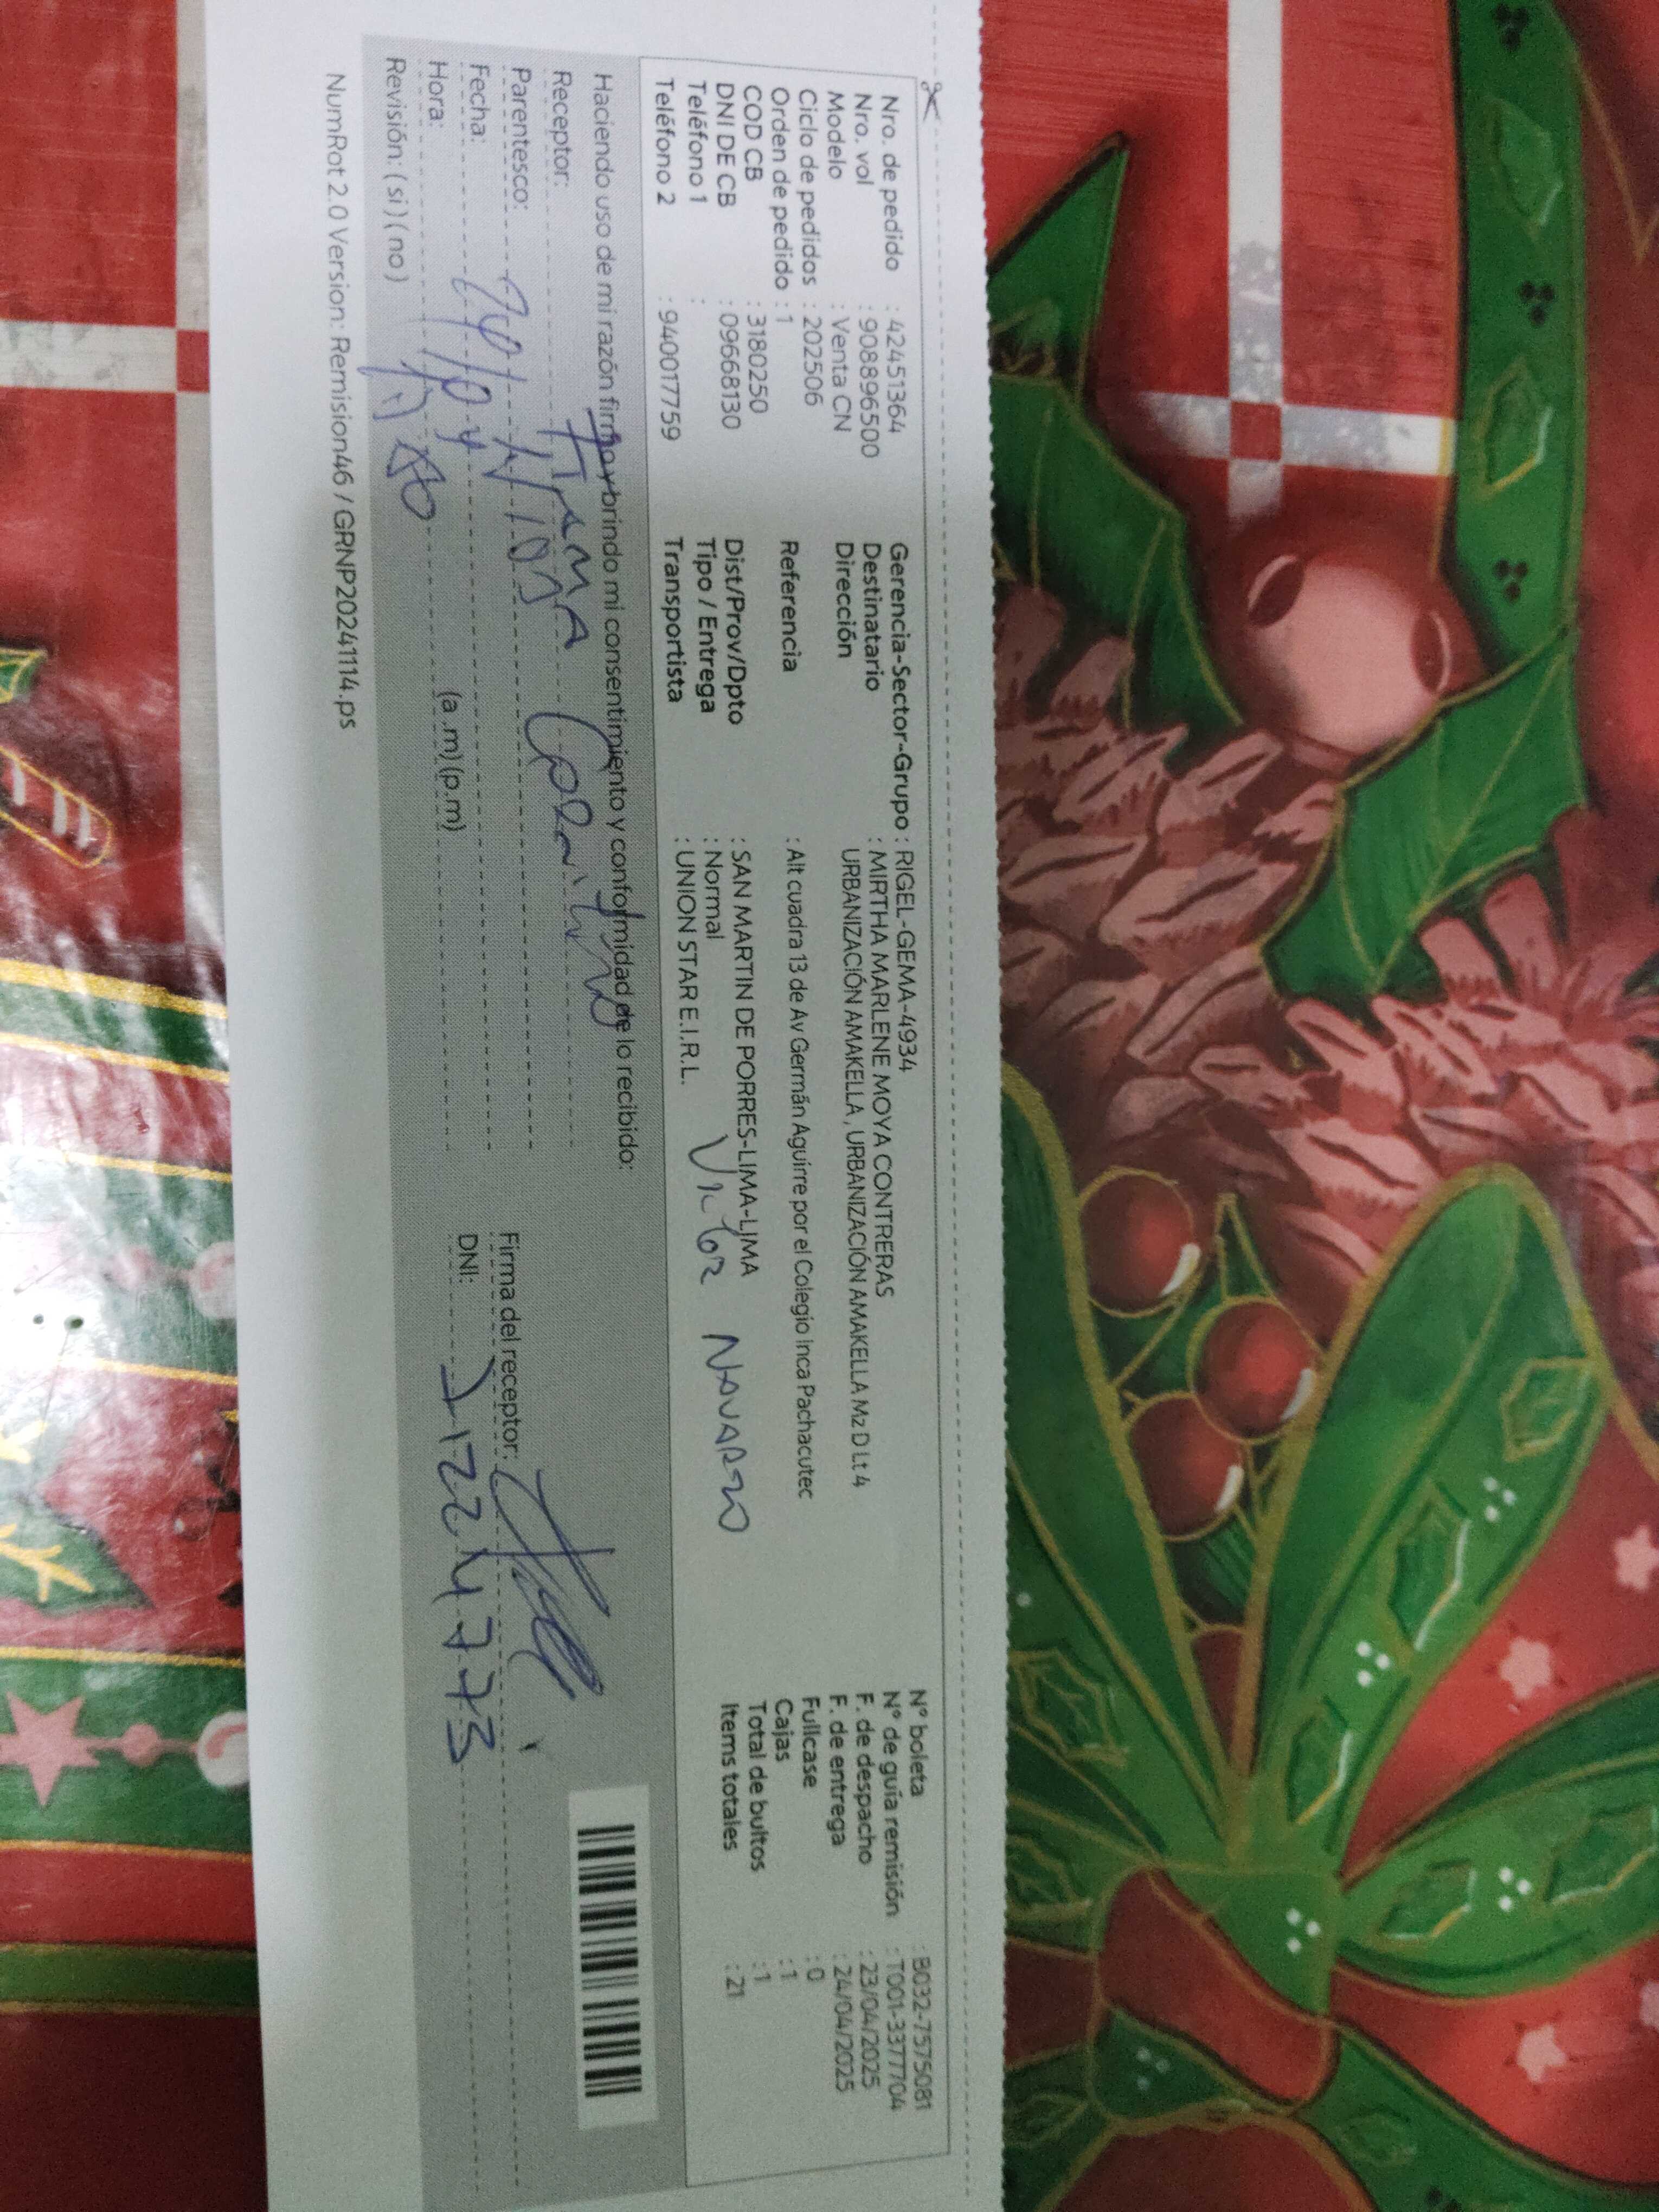 Nro. de pedido : 42451364
Nro. vol : 908896500
Modelo : Venta CN
Ciclo de pedidos : 202506
Orden de pedido : 1
COD CB : 3180250
DNI DE CB : 09668130
Teléfono 1 :
Teléfono 2 : 940017759
Gerencia-Sector-Grupo : RIGEL-GEMA-4934
Destinatario : MIRTHA MARLENE MOYA CONTRERAS
Dirección URBANIZACIÓN AMAKELLA , URBANIZACIÓN AMAKELLA Mz D Lt 4
Referencia : Alt cuadra 13 de Av Germán Aguirre por el Colegio Inca Pachacutec
Dist/Prov/Dpto : SAN MARTIN DE PORRES-LIMA-LIMA
Tipo / Entrega : Normal
Transportista : UNION STAR E.I.R.L.
Victor NAVARRO
N° boleta : B032-7575081
N° de guía remisión : T001-3377704
F. de despacho : 23/04/2025
F. de entrega : 24/04/2025
Fullcase : 0
Cajas : 1
Total de bultos : 1
Items totales : 21
Haciendo uso de mi razón firmo y brindo mi consentimiento y conformidad de lo recibido:
Receptor:
Parentesco:
Fecha:
Hora: (a .m) (p.m)
Revisión: ( si ) ( no )
Firma del receptor:
DNI: 71224773
NumRot 2.0 Version: Remision46 / GRNP20241114.ps